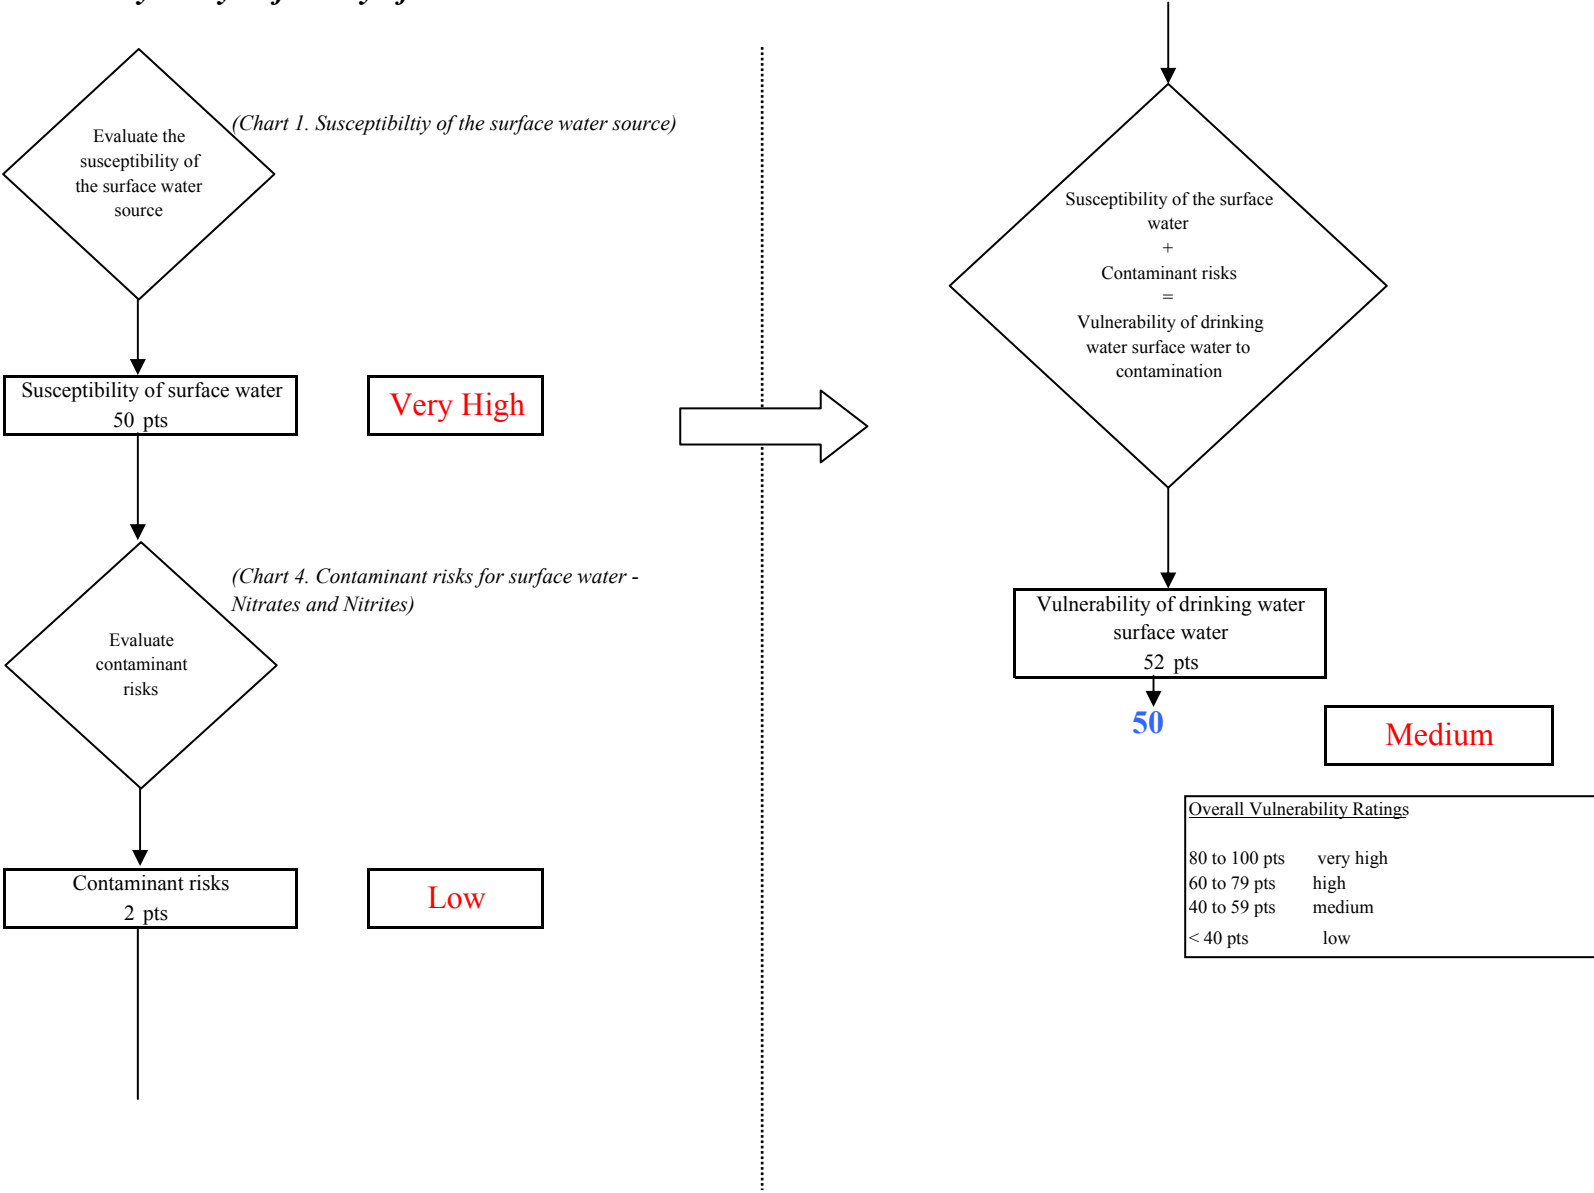 Evaluate the
susceptibility of
the surface water
source
(Chart 1. Susceptibiltiy of the surface water source)
Susceptibility of surface water
50 pts
Very High
(Chart 4. Contaminant risks for surface water -
Nitrates and Nitrites)
Evaluate
contaminant
risks
Contaminant risks
2 pts
Low
Susceptibility of the surface
water
+
Contaminant risks
=
Vulnerability of drinking
water surface water to
contamination
Vulnerability of drinking water
surface water
52 pts
50
Medium
Overall Vulnerability Ratings
80 to 100 pts very high
60 to 79 pts high
40 to 59 pts medium
< 40 pts low